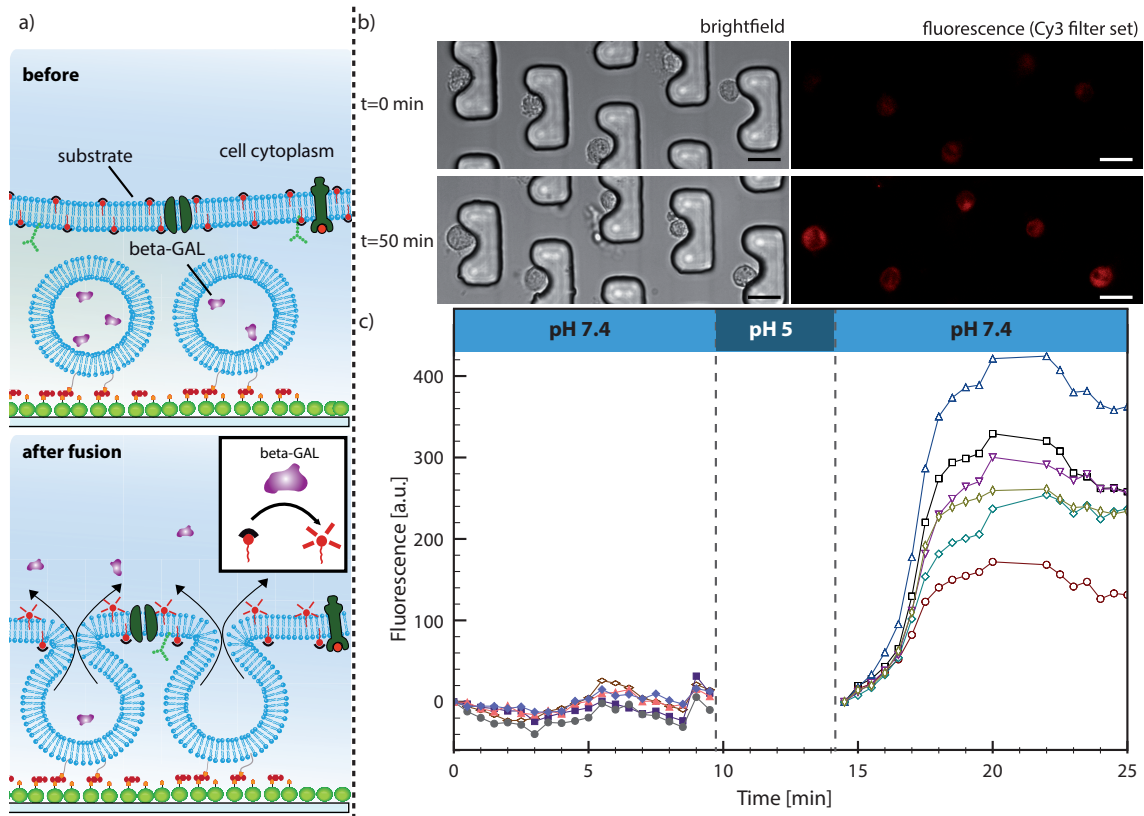 a)
before
substrate
cell cytoplasm
beta-GAL
after fusion
beta-GAL
b)
brightfield
fluorescence (Cy3 filter set)
t=0 min
t=50 min
c)
pH 7.4
pH 5
pH 7.4
Fluorescence [a.u.]
400
300
200
100
0
0
5
10
15
20
25
Time [min]